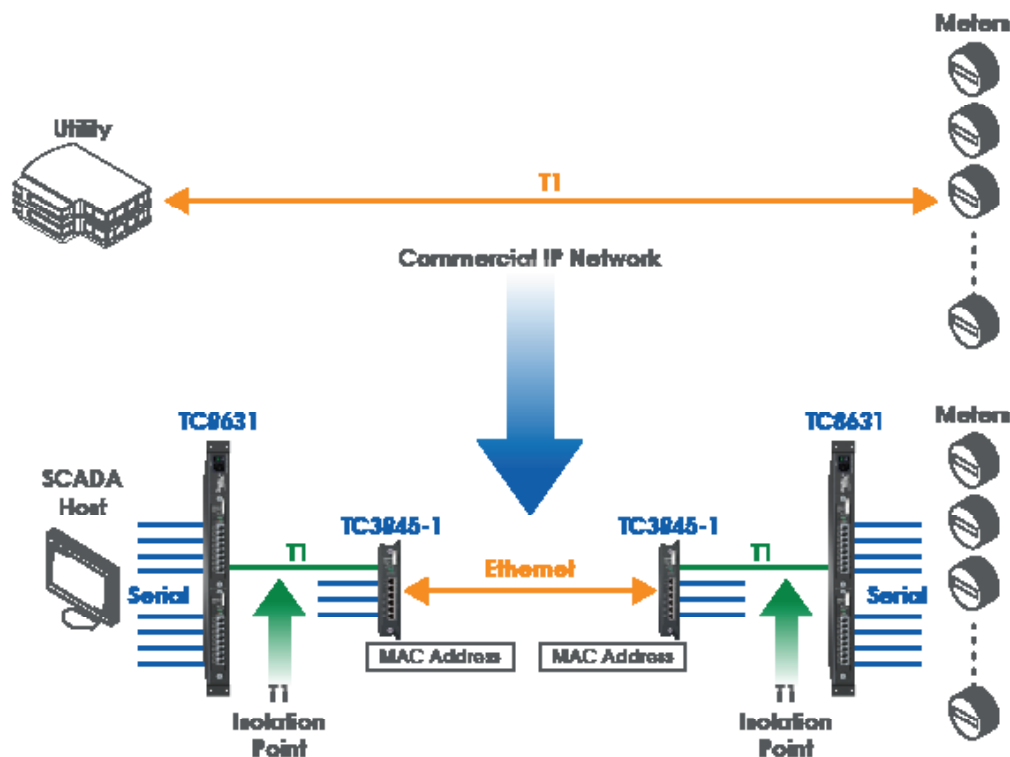 Meters
Utility
T1
Commercial IP Network
TC8631
TC8631
Meters
SCADA
Host
TC3845-1
TC3845-1
T1
Ethernet
T1
Serial
Serial
MAC Address
MAC Address
T1
Isolation
Point
T1
Isolation
Point